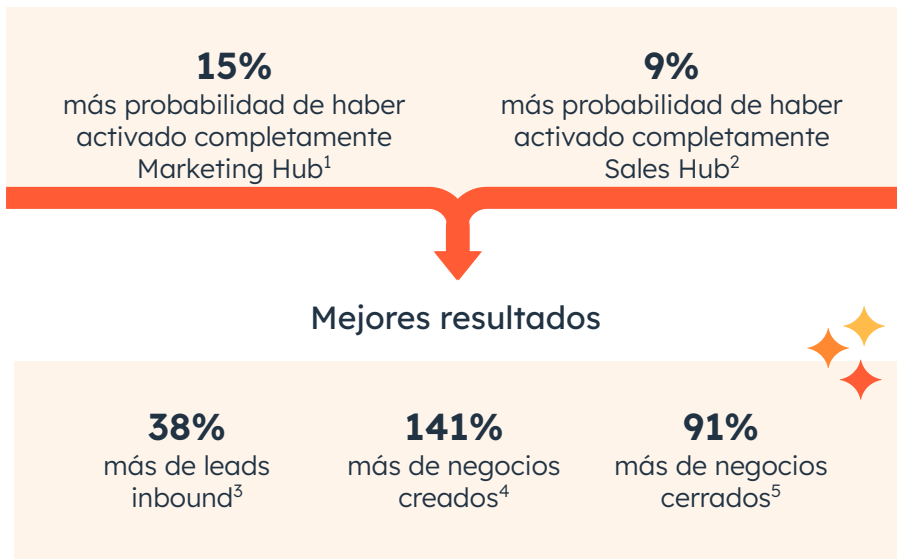 15%
más probabilidad de haber
activado completamente
Marketing Hub¹
9%
más probabilidad de haber
activado completamente
Sales Hub²
Mejores resultados
38%
más de leads
inbound³
141%
más de negocios
creados⁴
91%
más de negocios
cerrados⁵